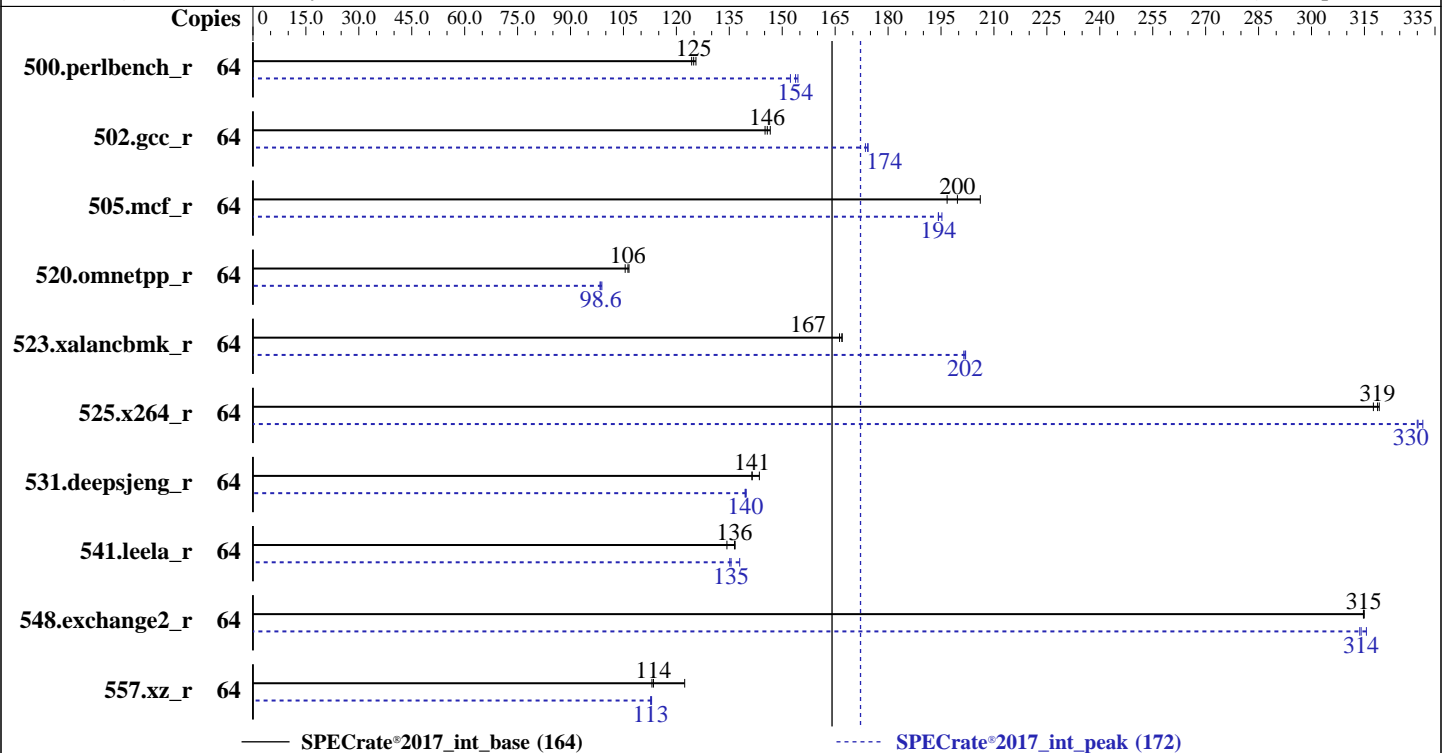 Copies 0 15.0 30.0 45.0 60.0 75.0 90.0 105 120 135 150 165 180 195 210 225 240 255 270 285 300 315 335
125
500.perlbench_r 64
154
146
502.gcc_r 64
174
200
505.mcf_r 64
194
106
520.omnetpp_r 64
98.6
167
523.xalancbmk_r 64
202
319
525.x264_r 64
330
141
531.deepsjeng_r 64
140
136
541.leela_r 64
135
315
548.exchange2_r 64
314
114
557.xz_r 64
113
SPECrate®2017_int_base (164) SPECrate®2017_int_peak (172)